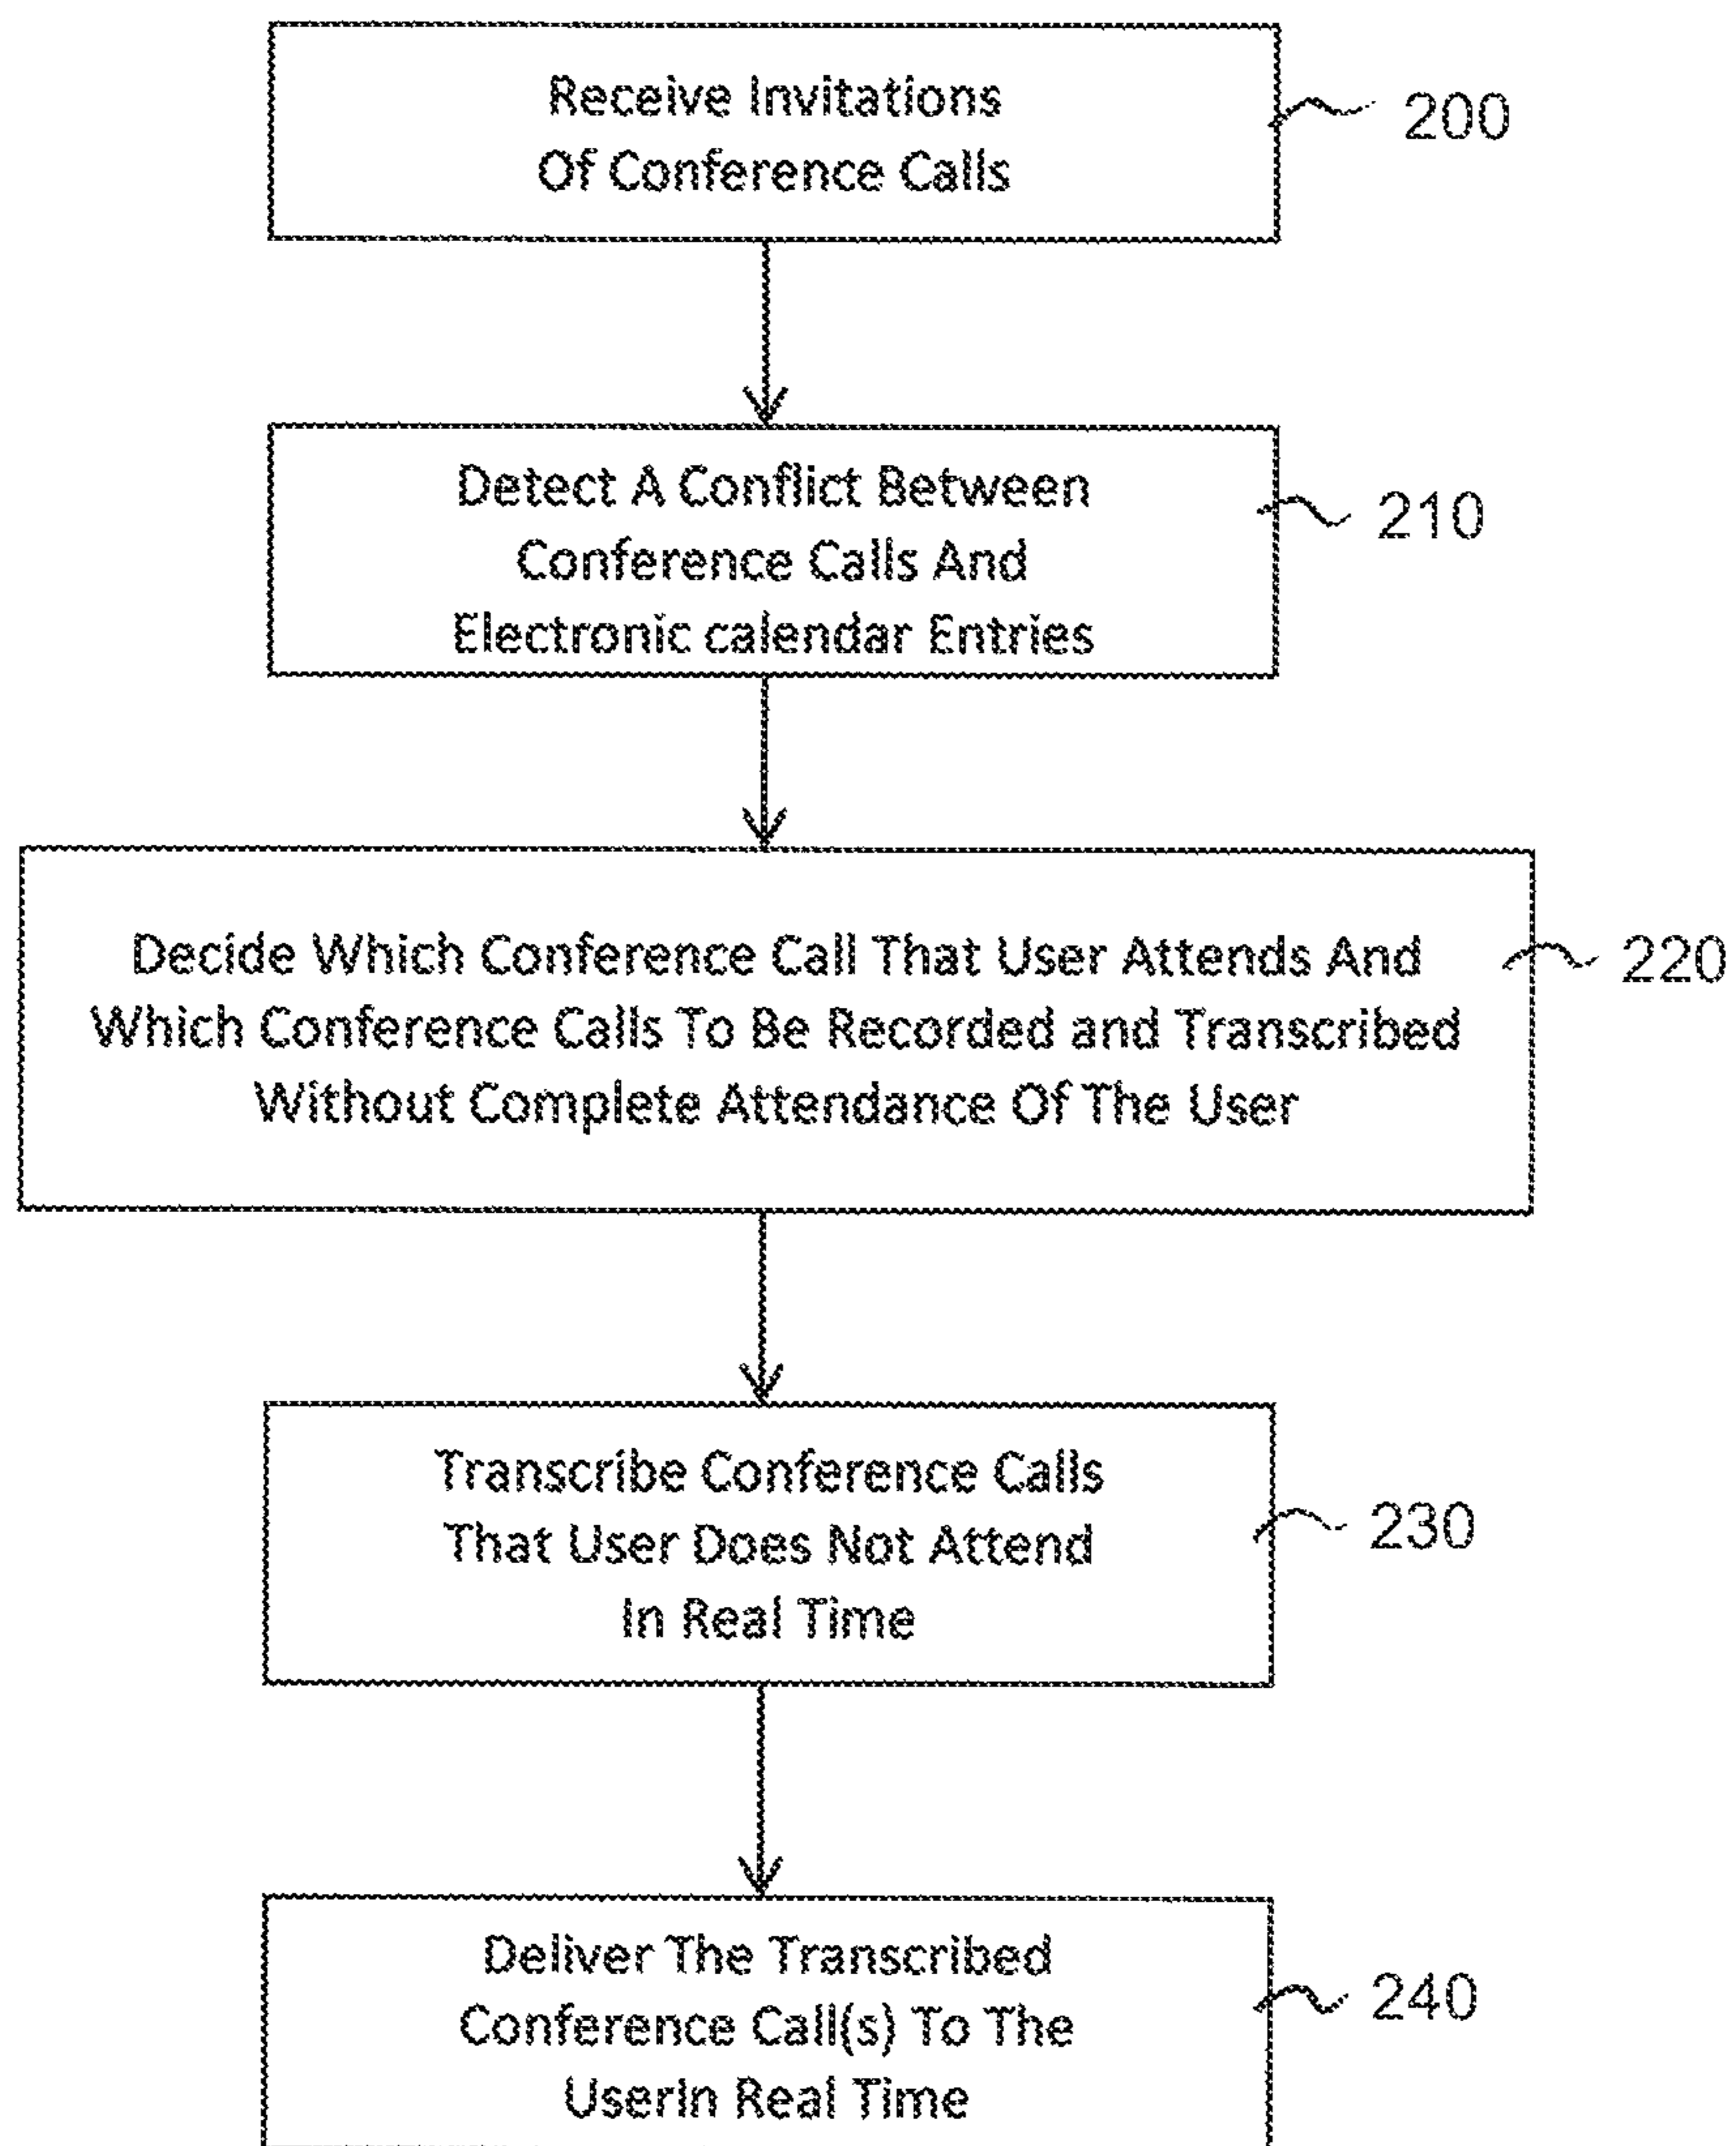 Receive Invitations
Of Conference Calls
200
Detect A Conflict Between
Conference Calls And
Electronic calendar Entries
210
Decide Which Conference Call That User Attends And
Which Conference Calls To Be Recorded and Transcribed
Without Complete Attendance Of The User
220
Transcribe Conference Calls
That User Does Not Attend
In Real Time
230
Deliver The Transcribed
Conference Call(s) To The
UserIn Real Time
240